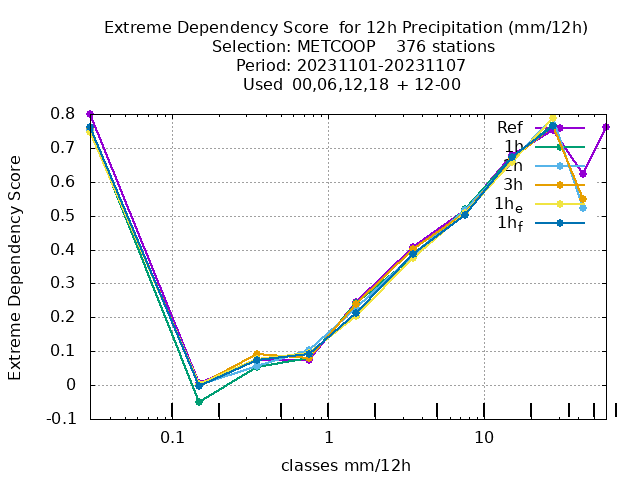 Extreme Dependency Score  for 12h Precipitation (mm/12h)
Selection: METCOOP    376 stations
Period: 20231101-20231107
Used  00,06,12,18  + 12-00
Extreme Dependency Score
0.8
0.7
0.6
0.5
0.4
0.3
0.2
0.1
0
-0.1
Ref
1h
2h
3h
1he
1hf
0.1 1 10
classes mm/12h